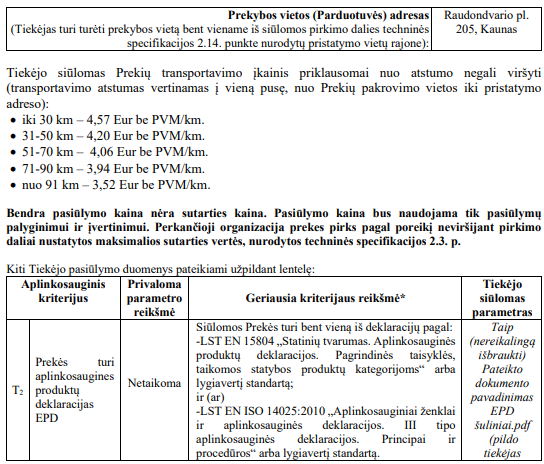 Prekybos vietos (Parduotuvės) adresas
(Tiekėjas turi turėti prekybos vietą bent viename iš siūlomos pirkimo dalies techninės
specifikacijos 2.14. punkte nurodytų pristatymo vietų rajone):
Raudondvario pl.
205, Kaunas
Tiekėjo siūlomas Prekių transportavimo įkainis priklausomai nuo atstumo negali viršyti
(transportavimo atstumas vertinamas į vieną pusę, nuo Prekių pakrovimo vietos iki pristatymo
adreso):
• iki 30 km – 4,57 Eur be PVM/km.
• 31-50 km – 4,20 Eur be PVM/km.
• 51-70 km – 4,06 Eur be PVM/km.
• 71-90 km – 3,94 Eur be PVM/km.
• nuo 91 km – 3,52 Eur be PVM/km.
Bendra pasiūlymo kaina nėra sutarties kaina. Pasiūlymo kaina bus naudojama tik pasiūlymų
palyginimui ir įvertinimui. Perkančioji organizacija prekes pirks pagal poreikį neviršijant pirkimo
daliai nustatytos maksimalios sutarties vertės, nurodytos techninės specifikacijos 2.3. p.
Kiti Tiekėjo pasiūlymo duomenys pateikiami užpildant lentelę:
Aplinkosauginis
kriterijus
Privaloma
parametro
reikšmė
Geriausia kriterijaus reikšmė*
Tiekėjo
siūlomas
parametras
T2
Prekės turi
aplinkosaugines
produktų
deklaracijas
EPD
Netaikoma
Siūlomos Prekės turi bent vieną iš deklaracijų pagal:
-LST EN 15804 „Statinių tvarumas. Aplinkosauginės
produktų deklaracijos. Pagrindinės taisyklės,
taikomos statybos produktų kategorijoms“ arba
lygiavertį standartą;
ir (ar)
-LST EN ISO 14025:2010 „Aplinkosauginiai ženklai
ir aplinkosauginės deklaracijos. III tipo
aplinkosauginės deklaracijos. Principai ir
procedūros“ arba lygiavertį standartą.
Taip
(nereikalingą
išbraukti)
Pateikto
dokumento
pavadinimas
EPD
šuliniai.pdf
(pildo
tiekėjas